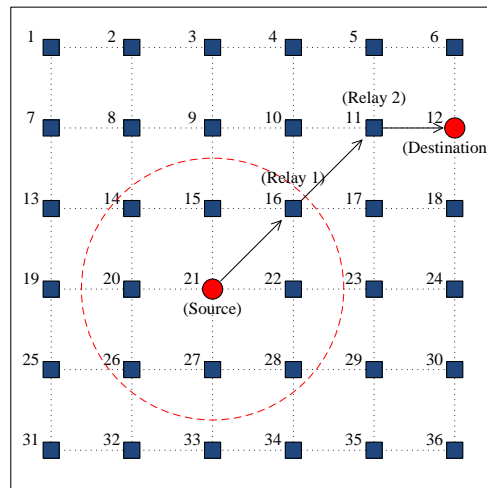 1 2 3 4 5 6
(Relay 2)
7 8 9 10 11 12
(Destination)
(Relay 1)
13 14 15 16 17 18
19 20 21 22 23 24
(Source)
25 26 27 28 29 30
31 32 33 34 35 36